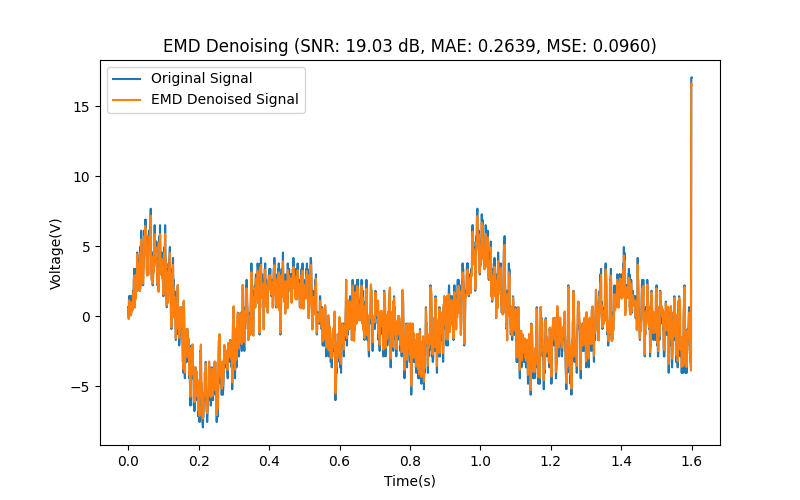 EMD Denoising (SNR: 19.03 dB, MAE: 0.2639, MSE: 0.0960)
Original Signal
EMD Denoised Signal
15
10
5
0
−5
Voltage(V)
0.0 0.2 0.4 0.6 0.8 1.0 1.2 1.4 1.6
Time(s)